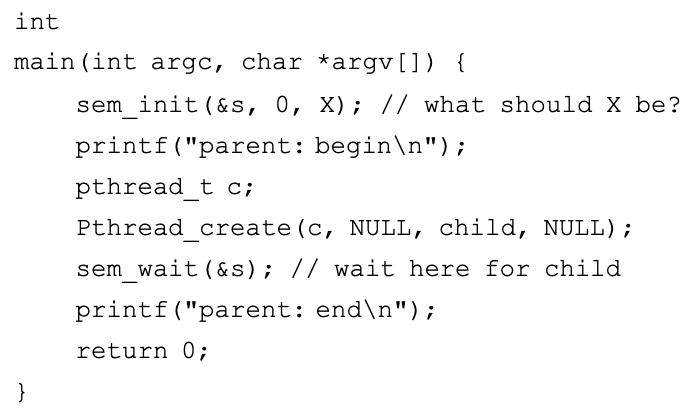 int
main(int argc, char *argv[]) {
    sem_init(&s, 0, X); // what should X be?
    printf("parent: begin\n");
    pthread_t c;
    Pthread_create(c, NULL, child, NULL);
    sem_wait(&s); // wait here for child
    printf("parent: end\n");
    return 0;
}